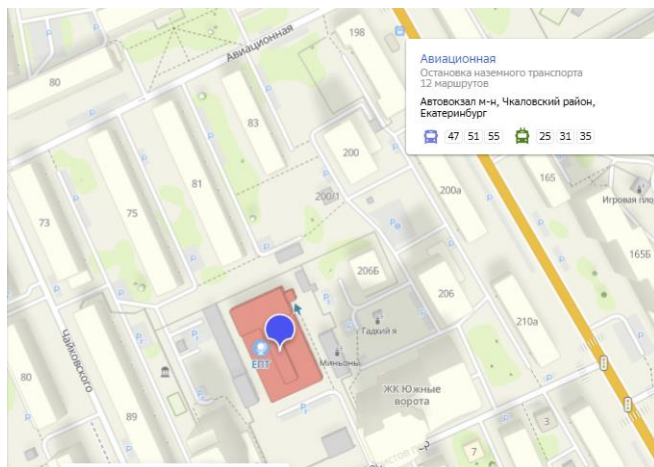 Авиационная
Остановка наземного транспорта
12 маршрутов
Автовокзал м-н, Чкаловский район,
Екатеринбург
47 51 55 25 31 35
198
Авиационная
80
83
200
81
200/1
200а
165
Игровая
73
75
165Б
206Б
206
210а
Гадкий я
Чайковского
ЕПТ
Миньоны
80
ЖК Южные
ворота
89
7
3